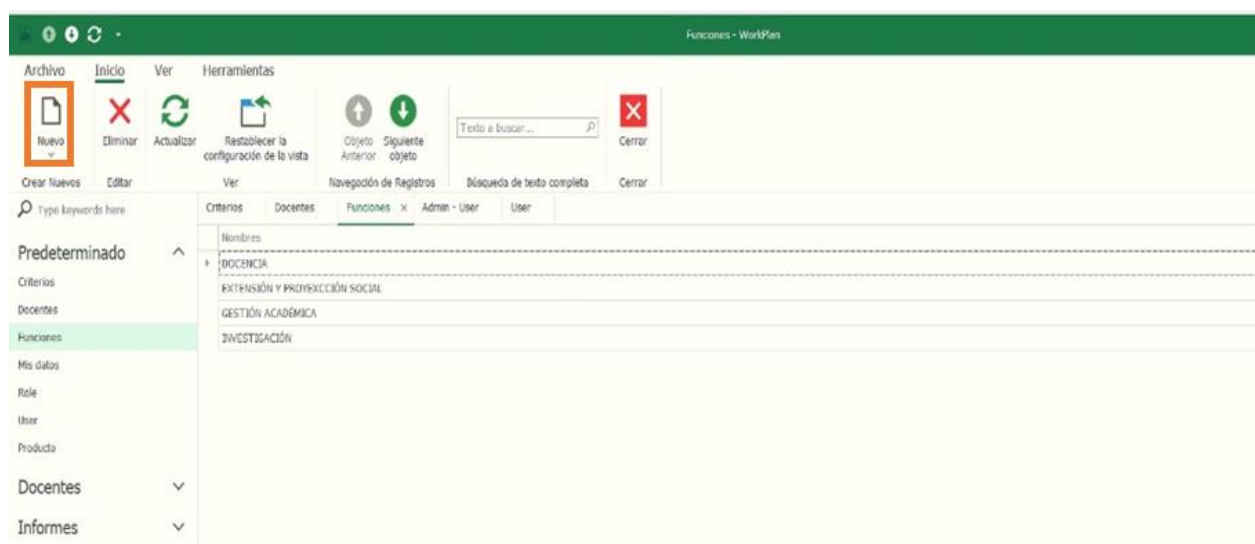 Funciones - WorkPlan
Archivo Inicio Ver Herramientas
Nuevo Eliminar Actualizar Restablecer la configuración de la vista Objeto Anterior Siguiente objeto Texto a buscar... Cerrar
Crear Nuevos Editar Ver Navegación de Registros Búsqueda de texto completa Cerrar
Type keywords here
Criterios Docentes Funciones × Admin - User User
Predeterminado
Criterios
Docentes
Funciones
Mis datos
Role
User
Producto
Docentes
Informes
Nombres
DOCENCIA
EXTENSIÓN Y PROYEXCCIÓN SOCIAL
GESTIÓN ACADÉMICA
INVESTIGACIÓN